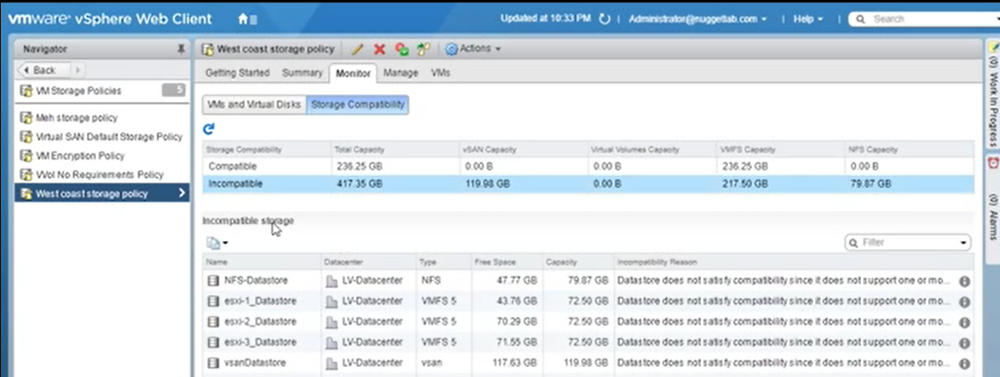 vmware vSphere Web Client
Updated at 10:33 PM | Administrator@nuggetlab.com | Help | Search
Navigator
Back
VM Storage Policies 5
Meh storage policy
Virtual SAN Default Storage Policy
VM Encryption Policy
VVol No Requirements Policy
West coast storage policy
West coast storage policy Actions
Getting Started Summary Monitor Manage VMs
VMs and Virtual Disks Storage Compatibility
Storage Compatibility Total Capacity vSAN Capacity Virtual Volumes Capacity VMFS Capacity NFS Capacity
Compatible 236.25 GB 0.00 B 0.00 B 236.25 GB 0.00 B
Incompatible 417.35 GB 119.98 GB 0.00 B 217.50 GB 79.87 GB
Incompatible storage
Filter
Name Datacenter Type Free Space Capacity Incompatibility Reason
NFS-Datastore LV-Datacenter NFS 47.77 GB 79.87 GB Datastore does not satisfy compatibility since it does not support one or mo...
esxi-1_Datastore LV-Datacenter VMFS 5 43.76 GB 72.50 GB Datastore does not satisfy compatibility since it does not support one or mo...
esxi-2_Datastore LV-Datacenter VMFS 5 70.29 GB 72.50 GB Datastore does not satisfy compatibility since it does not support one or mo...
esxi-3_Datastore LV-Datacenter VMFS 5 71.55 GB 72.50 GB Datastore does not satisfy compatibility since it does not support one or mo...
vsanDatastore LV-Datacenter vsan 117.63 GB 119.98 GB Datastore does not satisfy compatibility since it does not support one or mo...
(0) Work In Progress
(0) Alarms